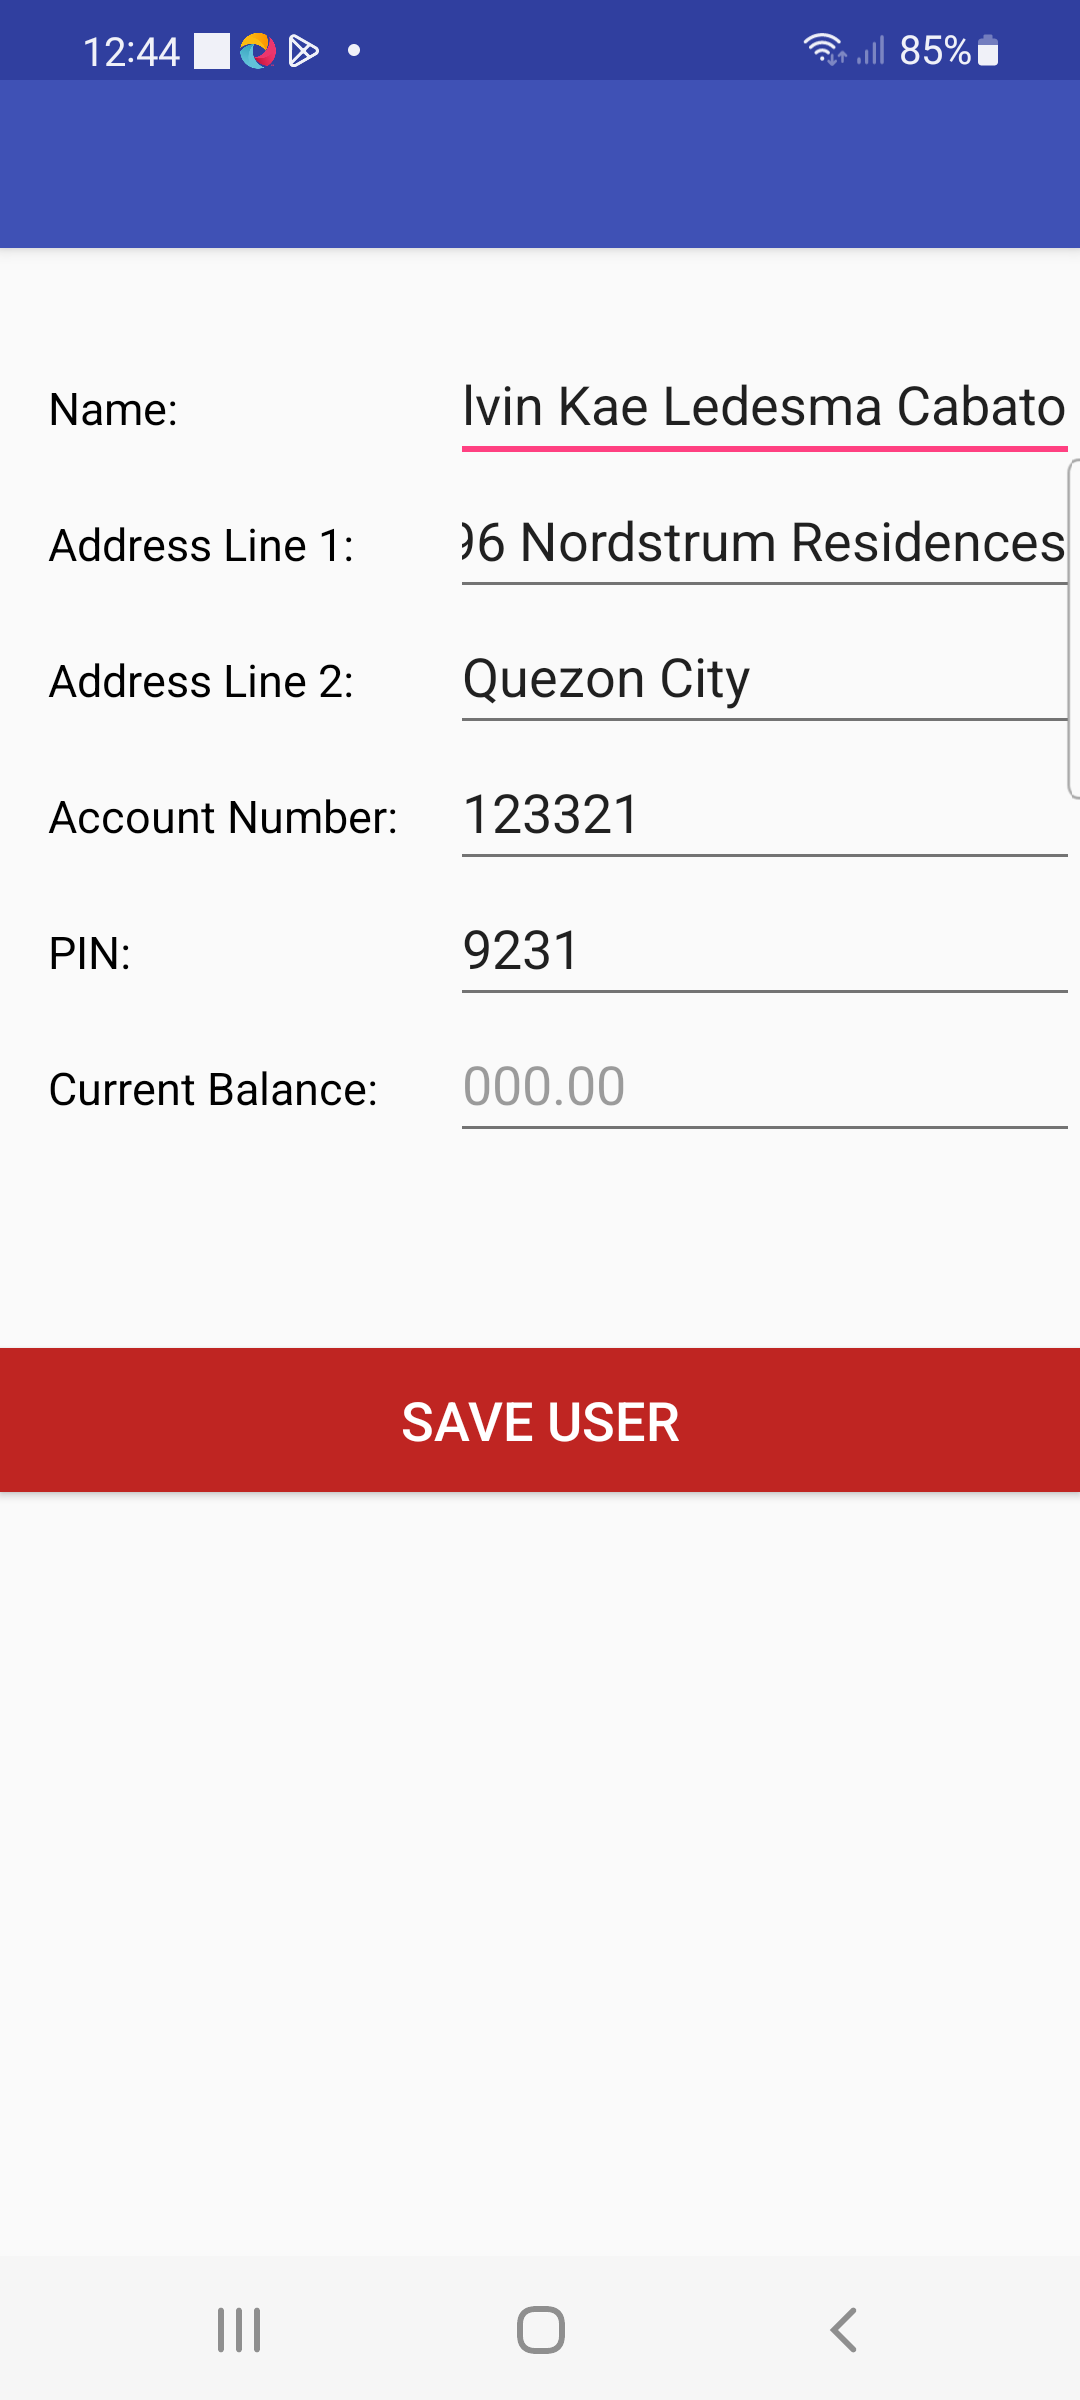 12:44 85%
Name: lvin Kae Ledesma Cabato
Address Line 1: 96 Nordstrum Residences
Address Line 2: Quezon City
Account Number: 123321
PIN: 9231
Current Balance: 000.00
SAVE USER